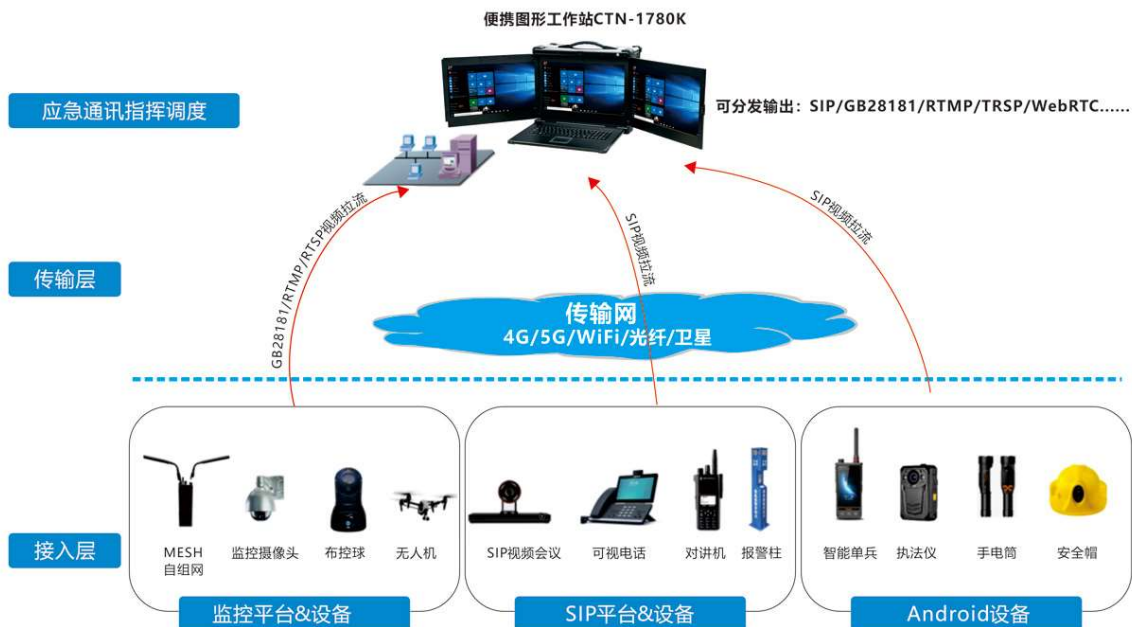 便携图形工作站CTN-1780K
应急通讯指挥调度
可分发输出：SIP/GB28181/RTMP/TRSP/WebRTC......
GB28181/RTMP/RTSP视频拉流
SIP视频拉流
SIP视频拉流
传输层
传输网
4G/5G/WiFi/光纤/卫星
接入层
MESH
自组网
监控摄像头
布控球
无人机
SIP视频会议
可视电话
对讲机
报警柱
智能单兵
执法仪
手电筒
安全帽
监控平台&设备
SIP平台&设备
Android设备